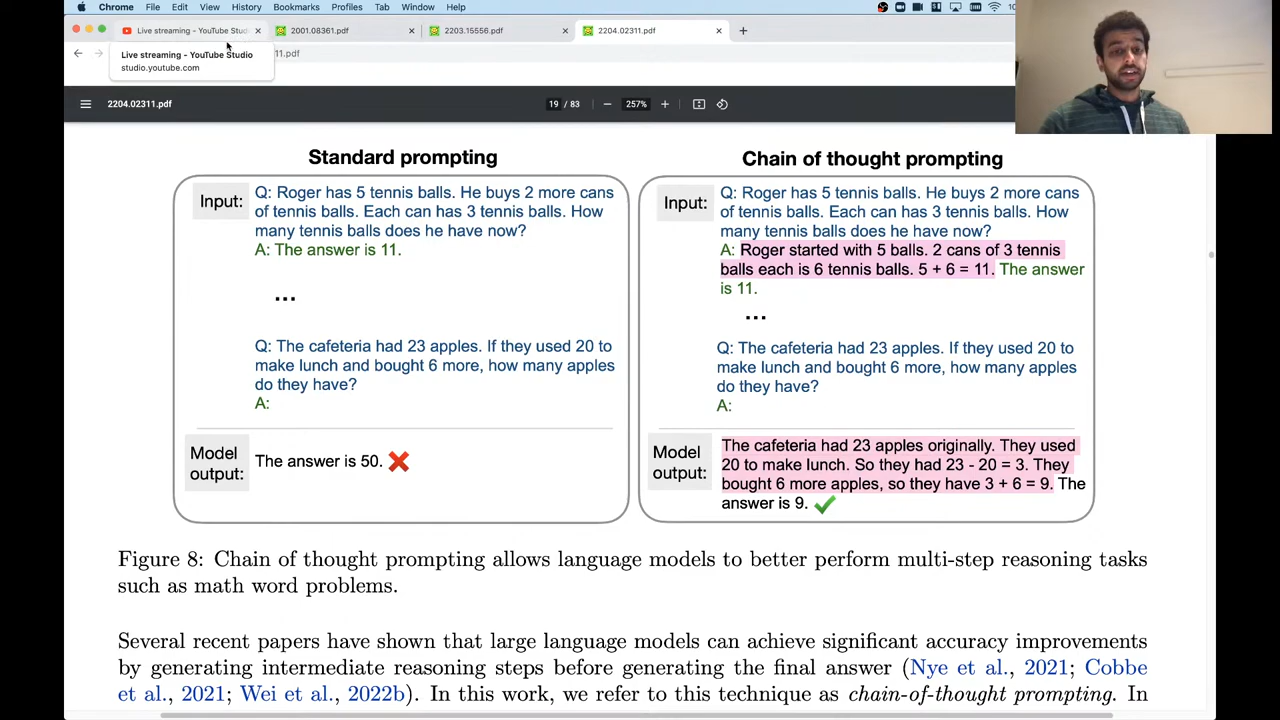 Chrome File Edit View History Bookmarks Profiles Tab Window Help
Live streaming - YouTube Studi 2001.08361.pdf 2203.15556.pdf 2204.02311.pdf
Live streaming - YouTube Studio
studio.youtube.com
11.pdf
2204.02311.pdf 19 / 83 257%
Standard prompting
Input:
Q: Roger has 5 tennis balls. He buys 2 more cans
of tennis balls. Each can has 3 tennis balls. How
many tennis balls does he have now?
A: The answer is 11.
...
Q: The cafeteria had 23 apples. If they used 20 to
make lunch and bought 6 more, how many apples
do they have?
A:
Model
output:
The answer is 50.
Chain of thought prompting
Input:
Q: Roger has 5 tennis balls. He buys 2 more cans
of tennis balls. Each can has 3 tennis balls. How
many tennis balls does he have now?
A: Roger started with 5 balls. 2 cans of 3 tennis
balls each is 6 tennis balls. 5 + 6 = 11. The answer
is 11.
...
Q: The cafeteria had 23 apples. If they used 20 to
make lunch and bought 6 more, how many apples
do they have?
A:
Model
output:
The cafeteria had 23 apples originally. They used
20 to make lunch. So they had 23 - 20 = 3. They
bought 6 more apples, so they have 3 + 6 = 9. The
answer is 9.
Figure 8: Chain of thought prompting allows language models to better perform multi-step reasoning tasks
such as math word problems.
Several recent papers have shown that large language models can achieve significant accuracy improvements
by generating intermediate reasoning steps before generating the final answer (Nye et al., 2021; Cobbe
et al., 2021; Wei et al., 2022b). In this work, we refer to this technique as chain-of-thought prompting. In